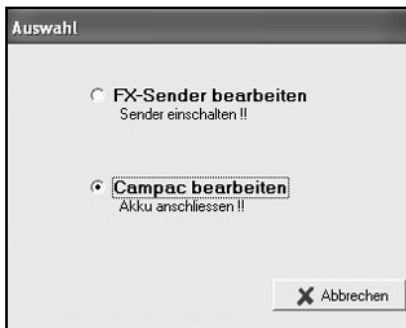 Auswahl
FX-Sender bearbeiten
Sender einschalten !!
Campac bearbeiten
Akku anschliessen !!
Abbrechen